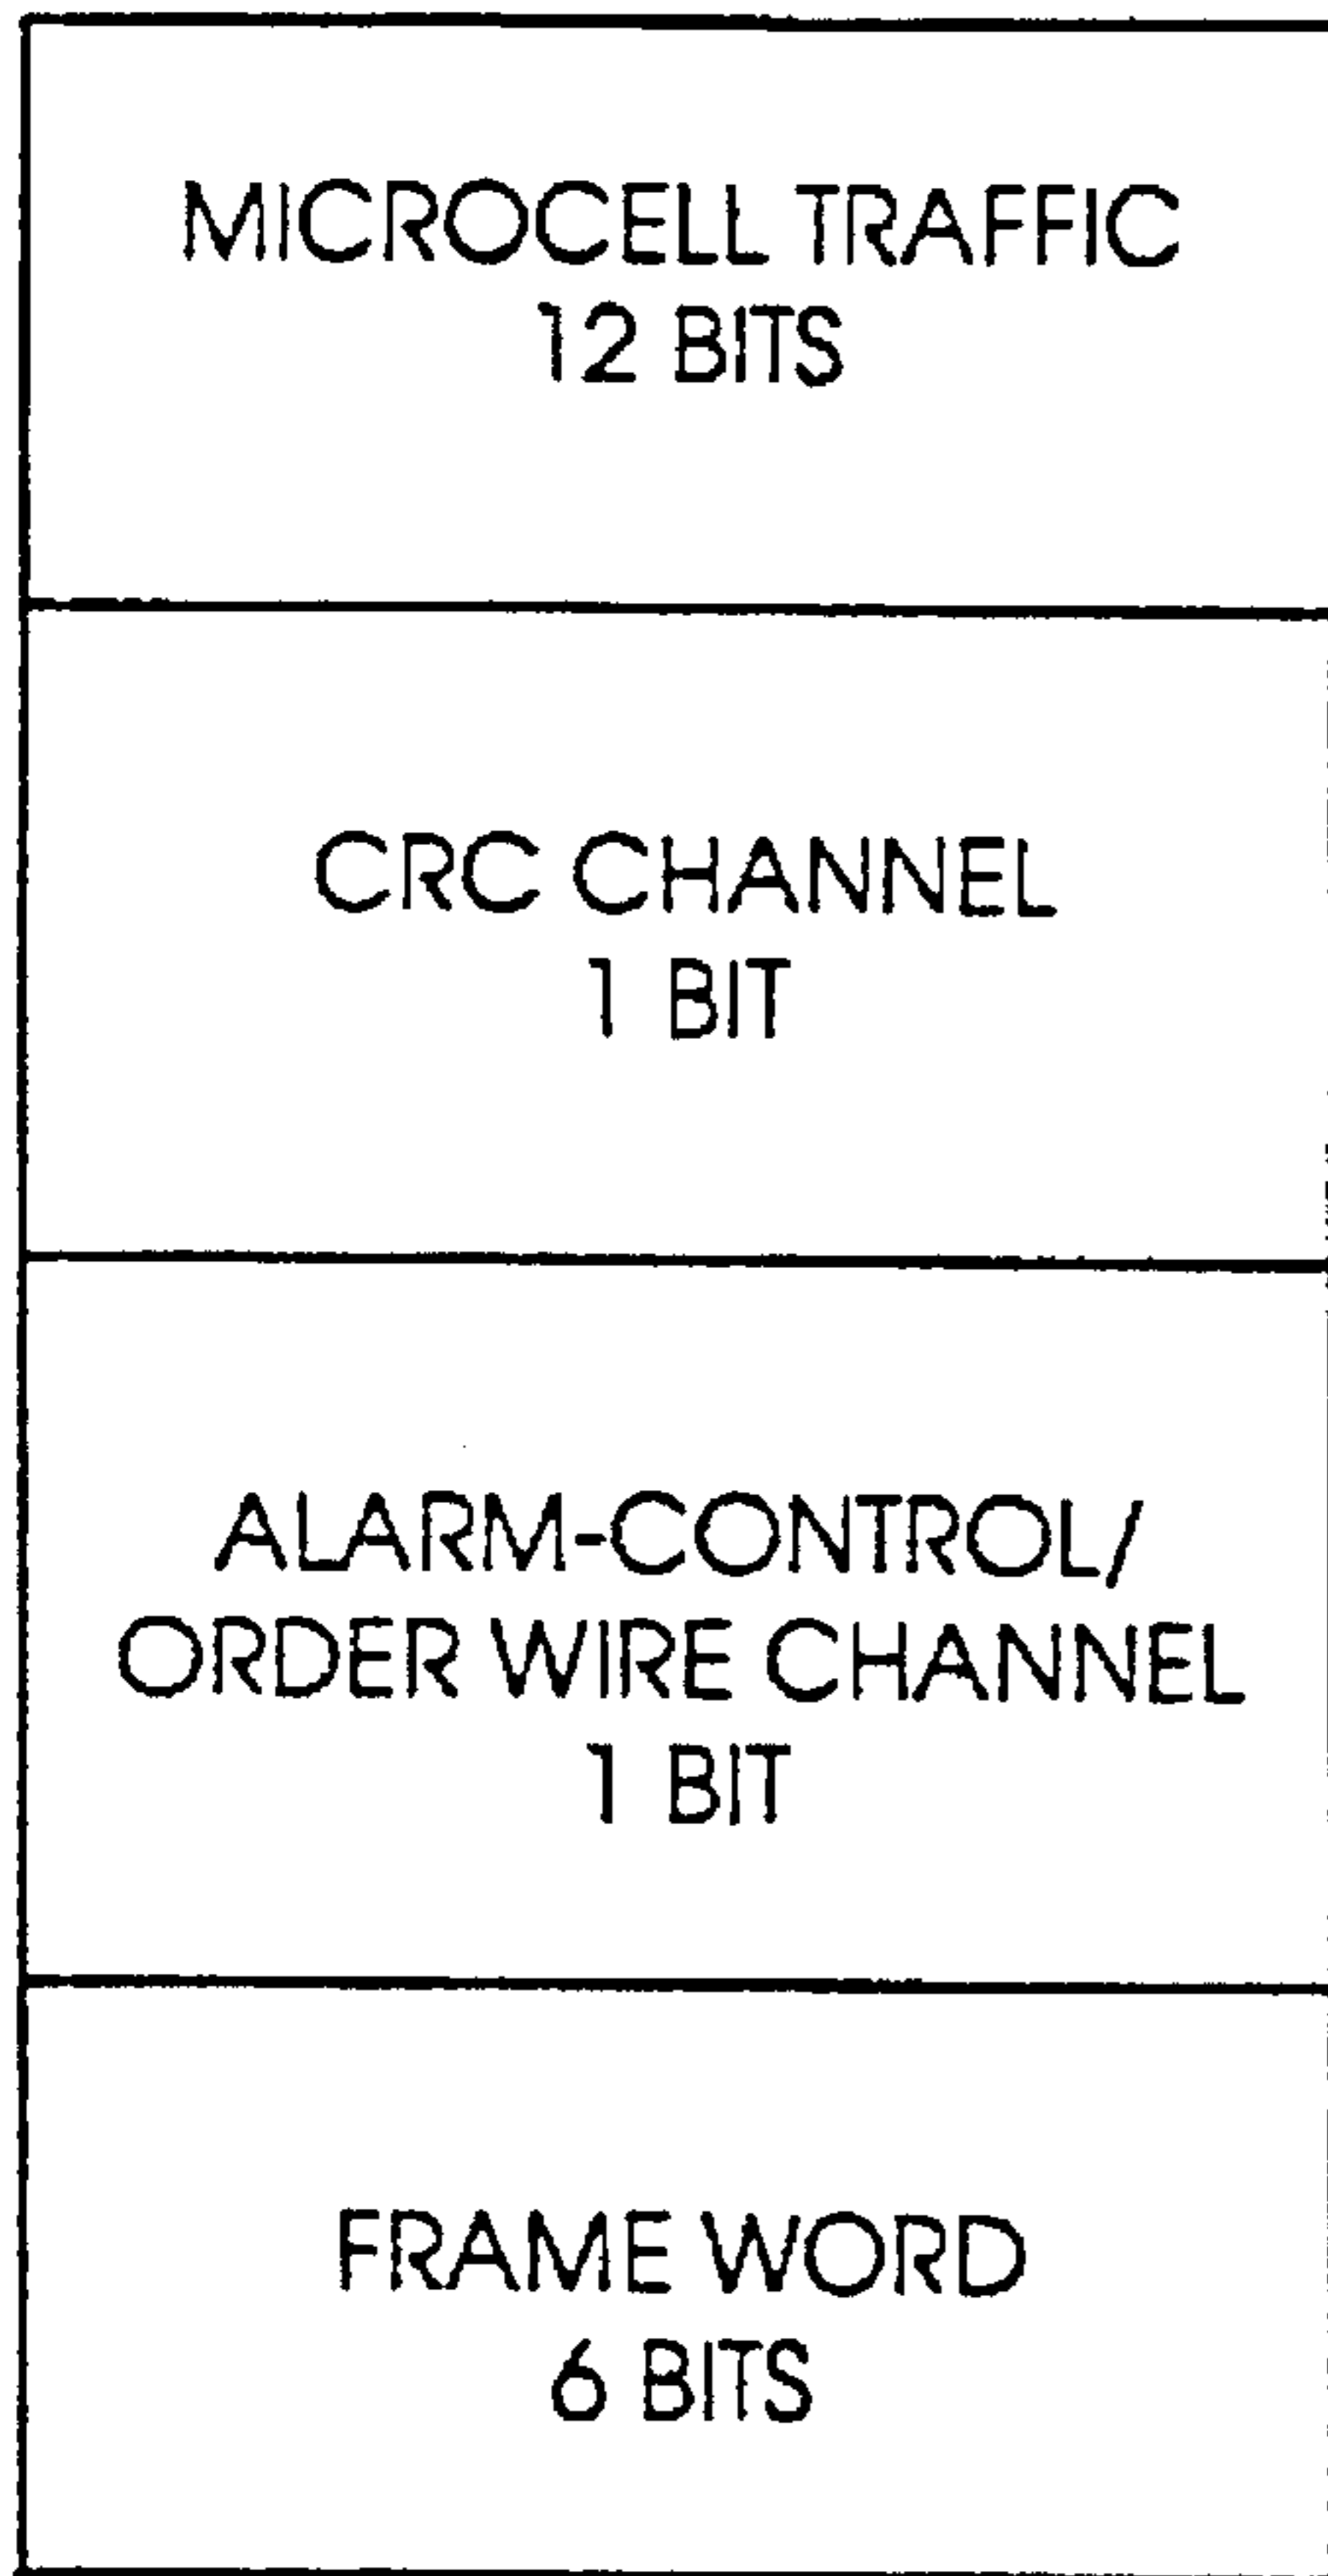 MICROCELL TRAFFIC
12 BITS
CRC CHANNEL
1 BIT
ALARM-CONTROL/
ORDER WIRE CHANNEL
1 BIT
FRAME WORD
6 BITS